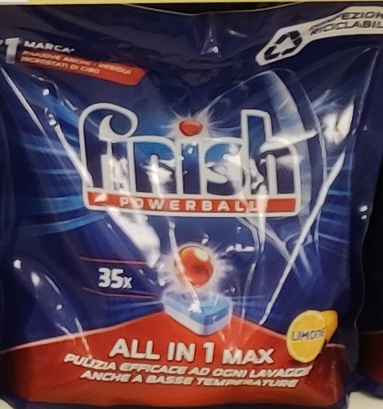 #1 MARCA*
RIMUOVE ANCHE I RESIDUI
INCROSTATI DI CIBO
RICICLABILE
finish
POWERBALL
35x
LIMONE
ALL IN 1 MAX
PULIZIA EFFICACE AD OGNI LAVAGGIO
ANCHE A BASSE TEMPERATURE